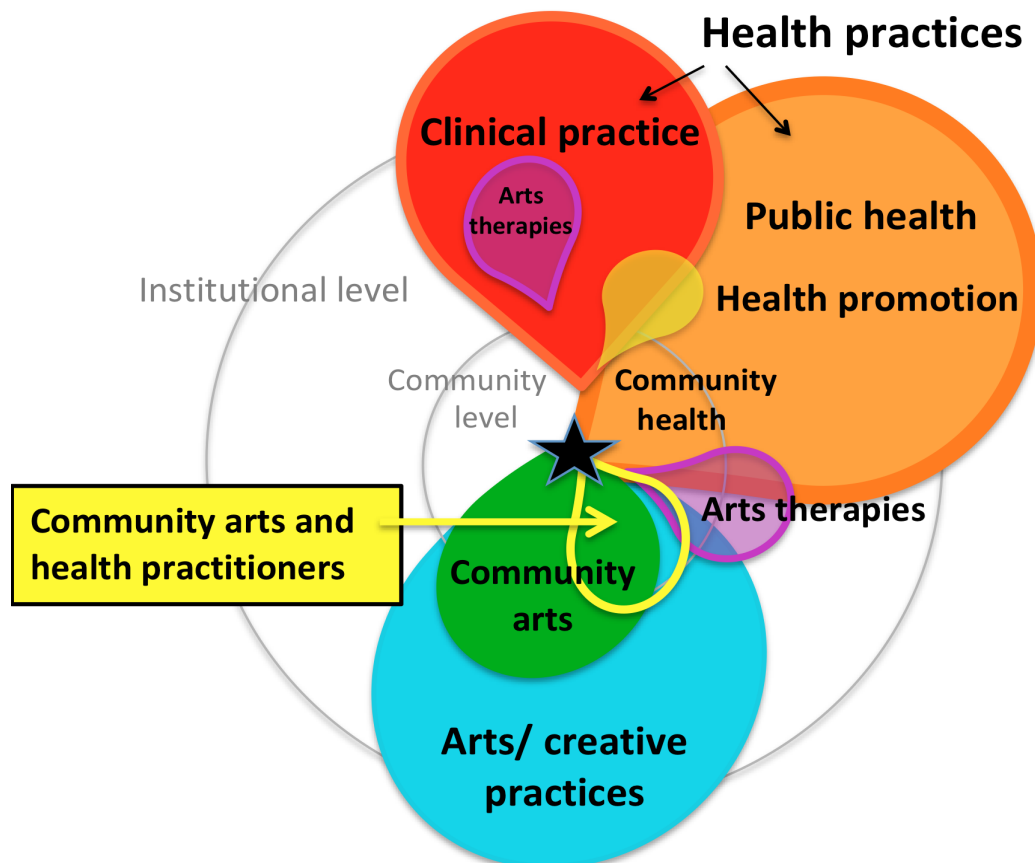 Health practices
Clinical practice
Arts
therapies
Public health
Institutional level
Health promotion
Community
level
Community
health
Community arts and
health practitioners
Arts therapies
Community
arts
Arts/ creative
practices